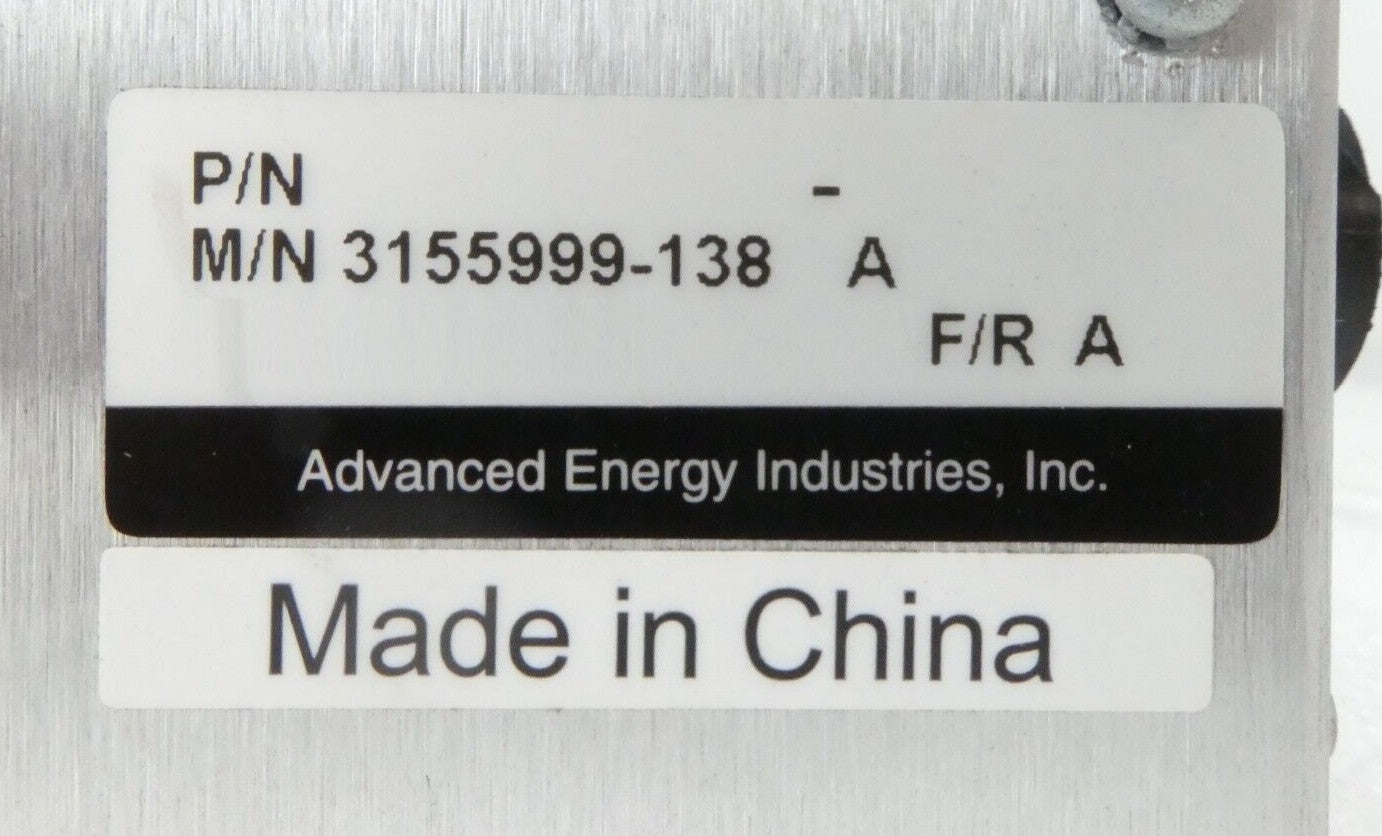 P/N -
M/N 3155999-138 A
F/R A
Advanced Energy Industries, Inc.
Made in China